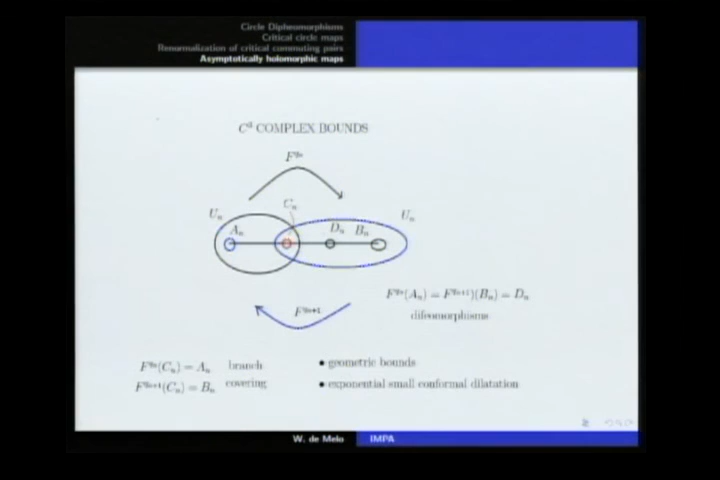 Circle Dipheomorphisms
Critical circle maps
Renormalization of critical commuting pairs
Asymptotically holomorphic maps
C³ COMPLEX BOUNDS
F^{q_n}
C_n
U_n
A_n
D_n
B_n
U_n
F^{q_{n+1}}
F^{q_n}(A_n) = F^{q_{n+1}})(B_n) = D_n
difeomorphisms
F^{q_n}(C_n) = A_n branch
F^{q_{n+1}}(C_n) = B_n covering
• geometric bounds
• exponential small conformal dilatation
W. de Melo IMPA